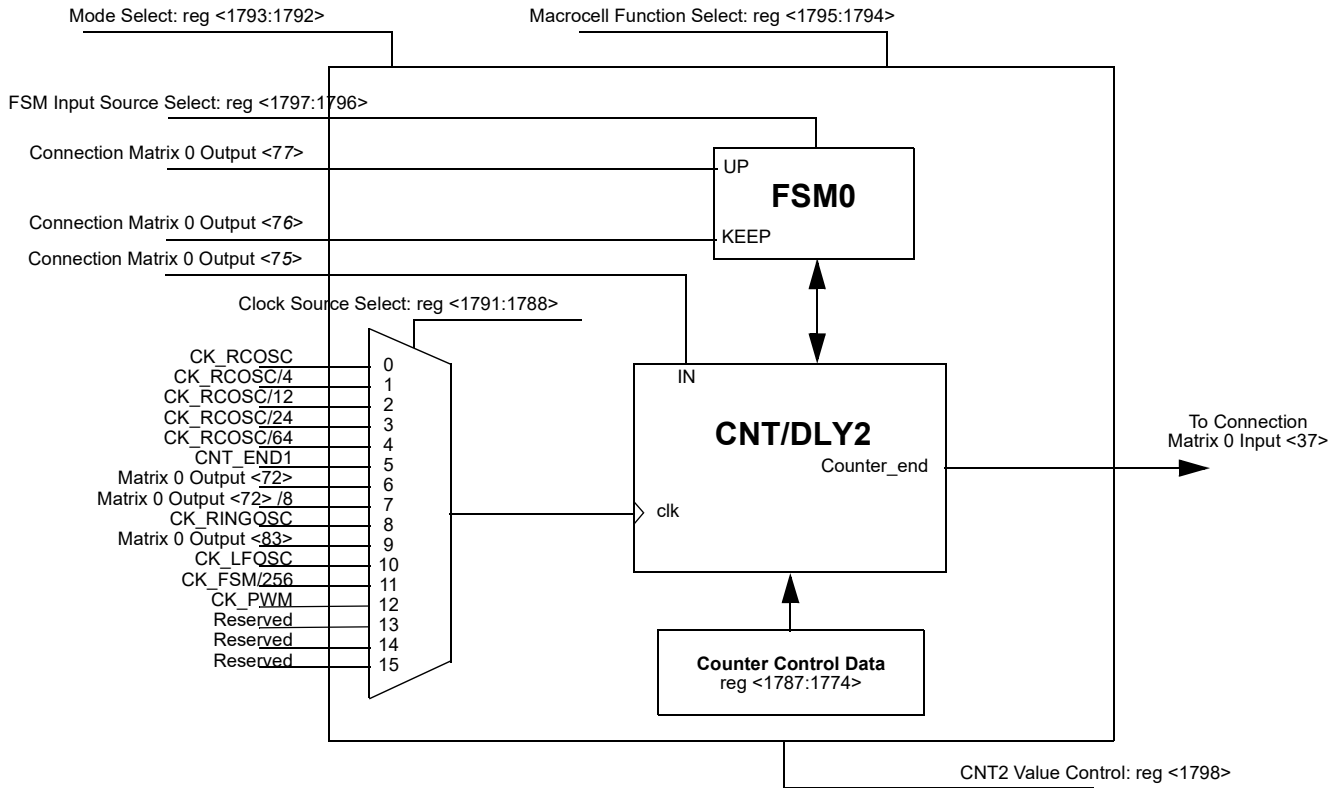 Mode Select: reg <1793:1792>
Macrocell Function Select: reg <1795:1794>
FSM Input Source Select: reg <1797:1796>
Connection Matrix 0 Output <77>
UP
FSM0
Connection Matrix 0 Output <76>
KEEP
Connection Matrix 0 Output <75>
Clock Source Select: reg <1791:1788>
CK_RCOSC
0
CK_RCOSC/4
1
CK_RCOSC/12
2
CK_RCOSC/24
3
CK_RCOSC/64
4
CNT_END1
5
Matrix 0 Output <72>
6
Matrix 0 Output <72> /8
7
CK_RINGOSC
8
Matrix 0 Output <83>
9
CK_LFOSC
10
CK_FSM/256
11
CK_PWM
12
Reserved
13
Reserved
14
Reserved
15
IN
CNT/DLY2
Counter_end
clk
To Connection
Matrix 0 Input <37>
Counter Control Data
reg <1787:1774>
CNT2 Value Control: reg <1798>